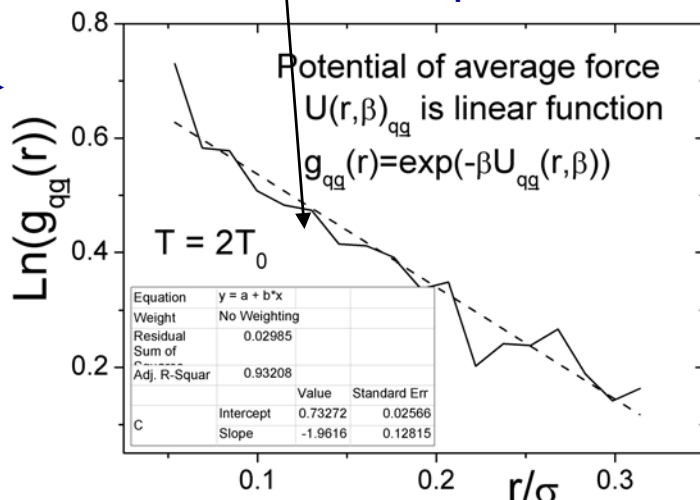 0.8
Potential of average force
U(r,β)qq is linear function
gqq(r)=exp(-βUqq(r,β))
0.6
Ln(gqq(r))
T = 2T0
0.4
Equation y = a + b*x
Weight No Weighting
Residual 0.02985
Sum of
Adj. R-Squar 0.93208
Value Standard Err
C
Intercept 0.73272 0.02566
Slope -1.9616 0.12815
0.2
0.1 0.2 0.3
r/σ